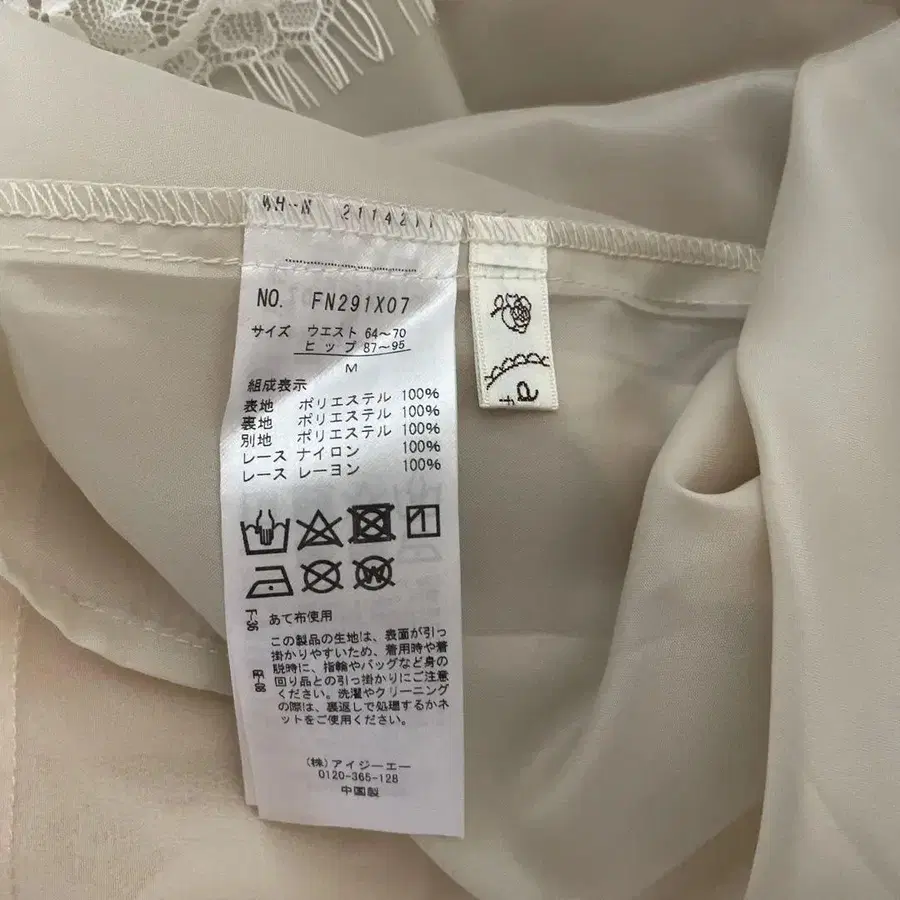 NO. FN291X07
サイズ ウエスト 64～70
ヒップ 87～95
M
組成表示
表地 ポリエステル 100%
裏地 ポリエステル 100%
別地 ポリエステル 100%
レース ナイロン 100%
レース レーヨン 100%
あて布使用
この製品の生地は、表面が引っ
掛かりやすいため、着用時や着
脱時に、指輪やバッグなど身の
回り品との引っ掛かりにご注意
ください。洗濯やクリーニング
の際は、裏返しで処理するかネ
ットをご使用ください。
(株)アイジーエー
0120-365-128
中国製